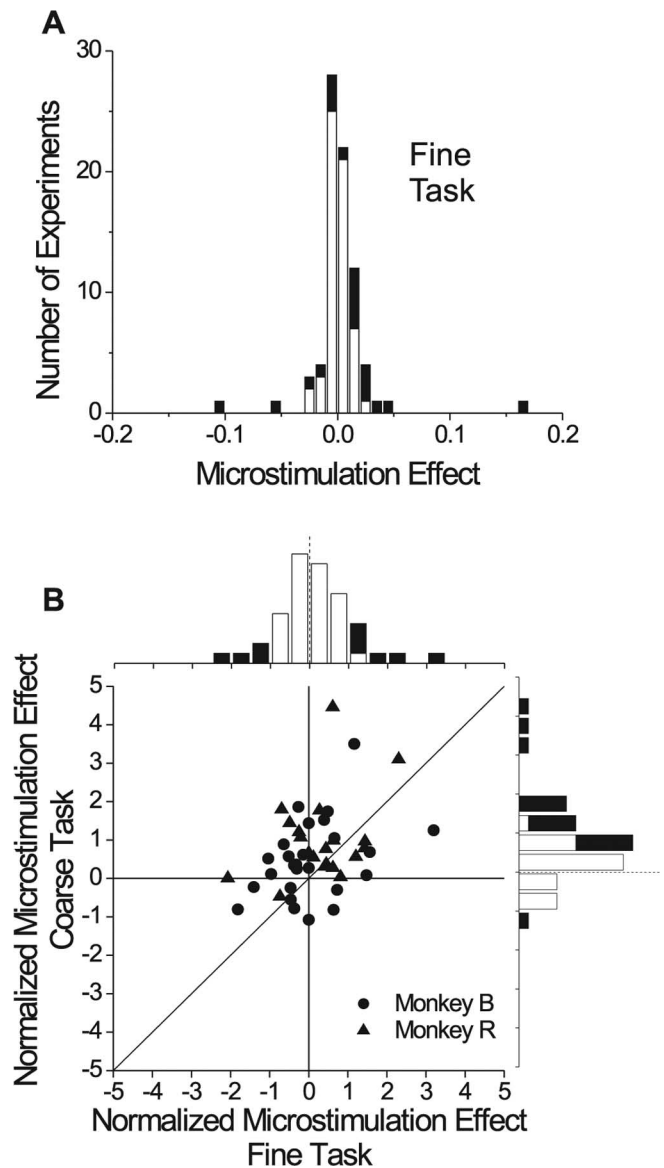 A
30
20
10
0
Number of Experiments
Fine
Task
-0.2
-0.1
0.0
0.1
0.2
Microstimulation Effect
B
Normalized Microstimulation Effect
Coarse Task
5
4
3
2
1
0
-1
-2
-3
-4
-5
Monkey B
Monkey R
-5 -4 -3 -2 -1 0 1 2 3 4 5
Normalized Microstimulation Effect
Fine Task